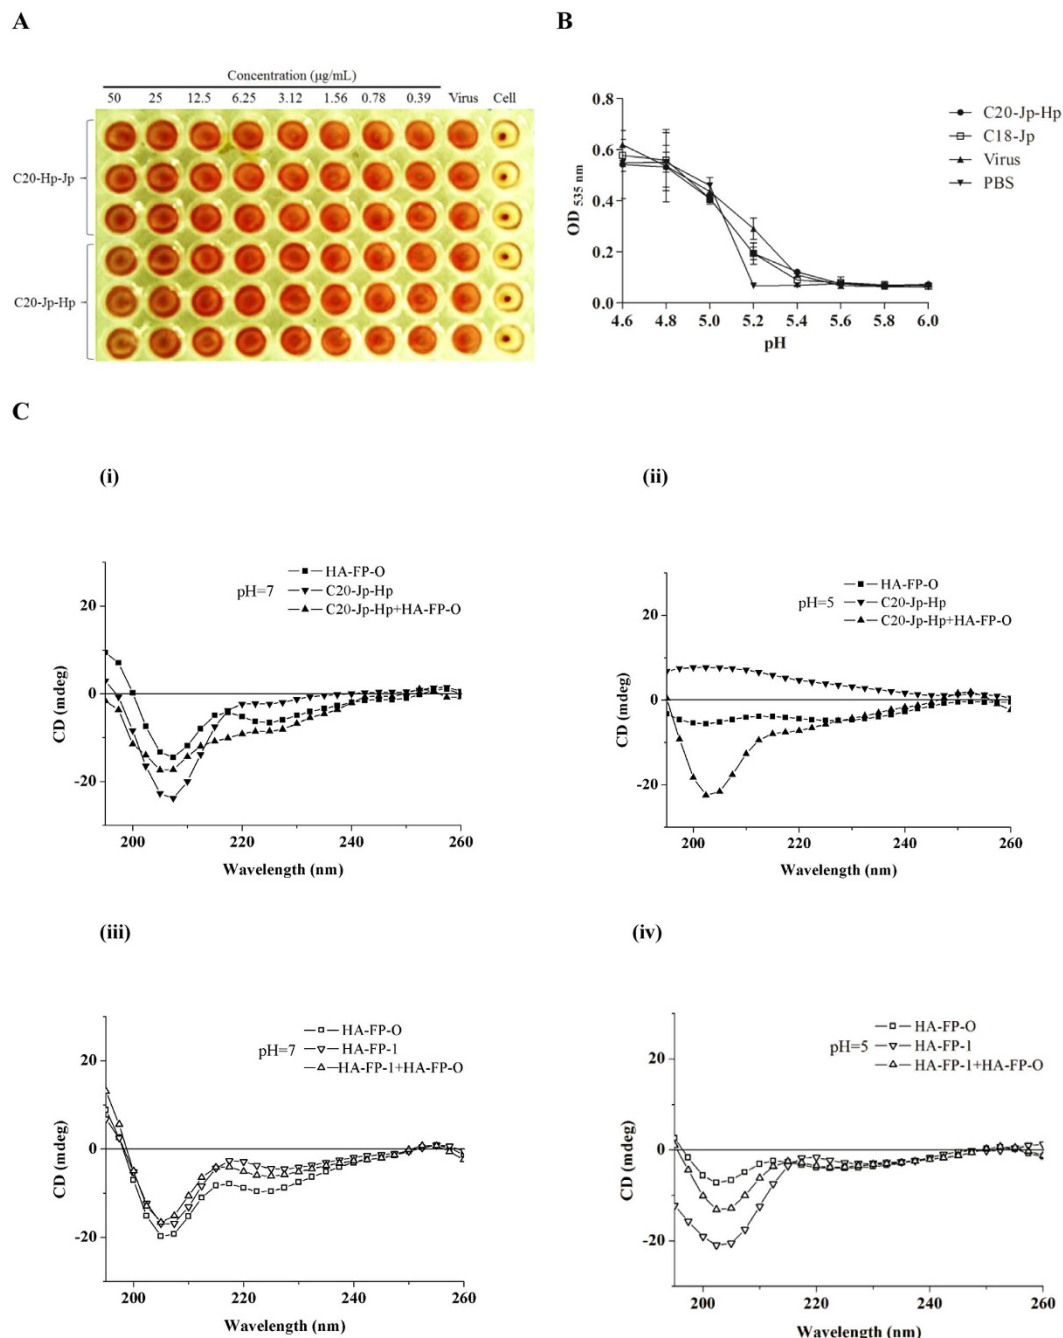 A
Concentration (μg/mL)
50 25 12.5 6.25 3.12 1.56 0.78 0.39 Virus Cell
C20-Hp-Jp
C20-Jp-Hp
B
0.8
0.6
0.4
0.2
0.0
OD 535 nm
4.6 4.8 5.0 5.2 5.4 5.6 5.8 6.0
pH
C20-Jp-Hp
C18-Jp
Virus
PBS
C
(i)
pH=7
HA-FP-O
C20-Jp-Hp
C20-Jp-Hp+HA-FP-O
20
0
-20
CD (mdeg)
200 220 240 260
Wavelength (nm)
(ii)
pH=5
HA-FP-O
C20-Jp-Hp
C20-Jp-Hp+HA-FP-O
20
0
-20
CD (mdeg)
200 220 240 260
Wavelength (nm)
(iii)
pH=7
HA-FP-O
HA-FP-1
HA-FP-1+HA-FP-O
20
0
-20
CD (mdeg)
200 220 240 260
Wavelength (nm)
(iv)
pH=5
HA-FP-O
HA-FP-1
HA-FP-1+HA-FP-O
20
0
-20
CD (mdeg)
200 220 240 260
Wavelength (nm)